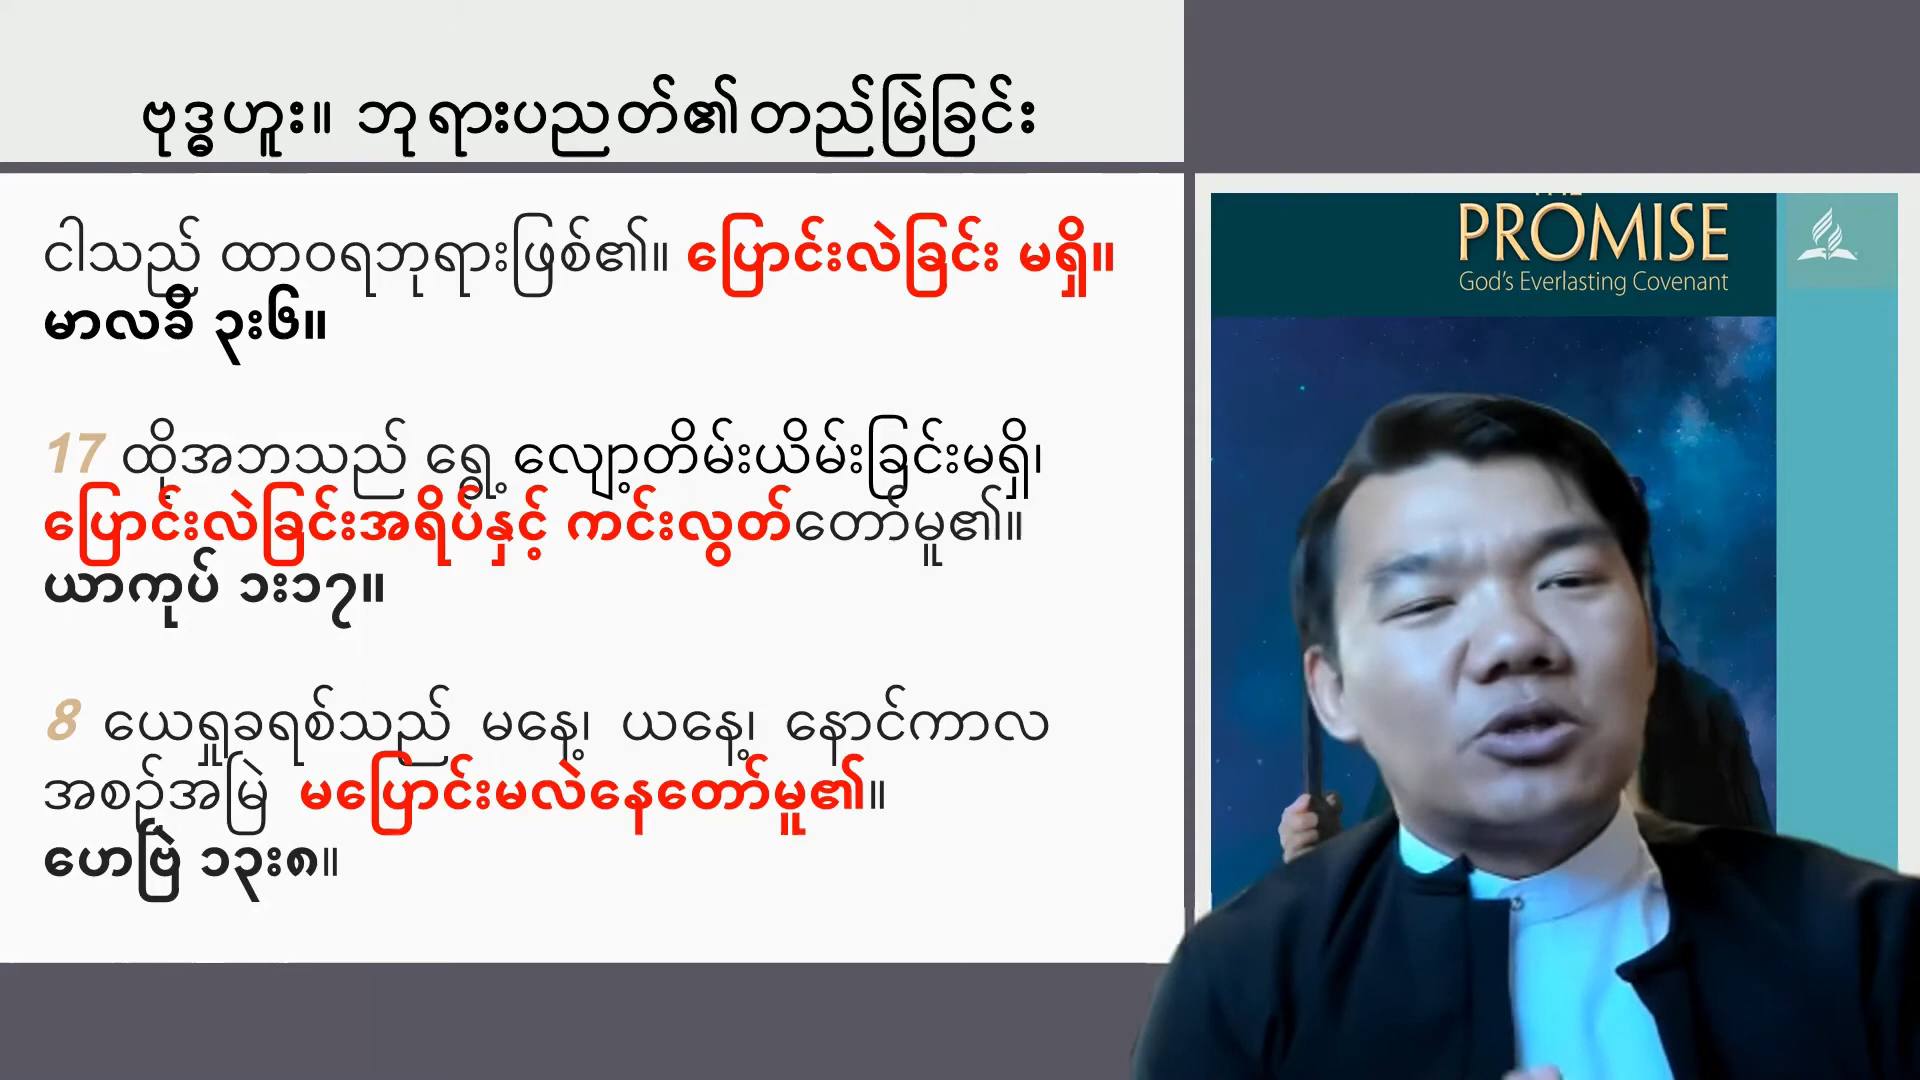 ဗုဒ္ဓဟူး။ ဘုရားပညတ်၏တည်မြဲခြင်း
ငါသည် ထာဝရဘုရားဖြစ်၏။ ပြောင်းလဲခြင်း မရှိ။
မာလခိ ၃း၆။
17 ထိုအဘသည် ရွေ့ လျော့တိမ်းယိမ်းခြင်းမရှိ၊
ပြောင်းလဲခြင်းအရိပ်နှင့် ကင်းလွတ်တော်မူ၏။
ယာကုပ် ၁း၁၇။
8 ယေရှုခရစ်သည် မနေ့၊ ယနေ့၊ နောင်ကာလ
အစဉ်အမြဲ မပြောင်းမလဲနေတော်မူ၏။
ဟေဗြဲ ၁၃း၈။
PROMISE
God's Everlasting Covenant